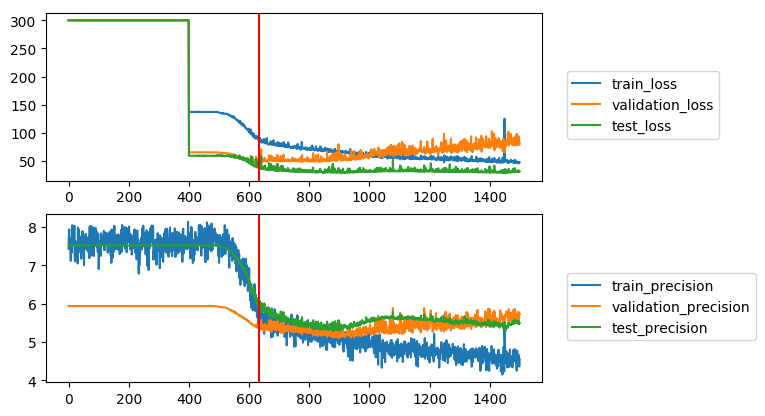 300
250
200
150
100
50
0 200 400 600 800 1000 1200 1400
train_loss
validation_loss
test_loss
8
7
6
5
4
0 200 400 600 800 1000 1200 1400
train_precision
validation_precision
test_precision